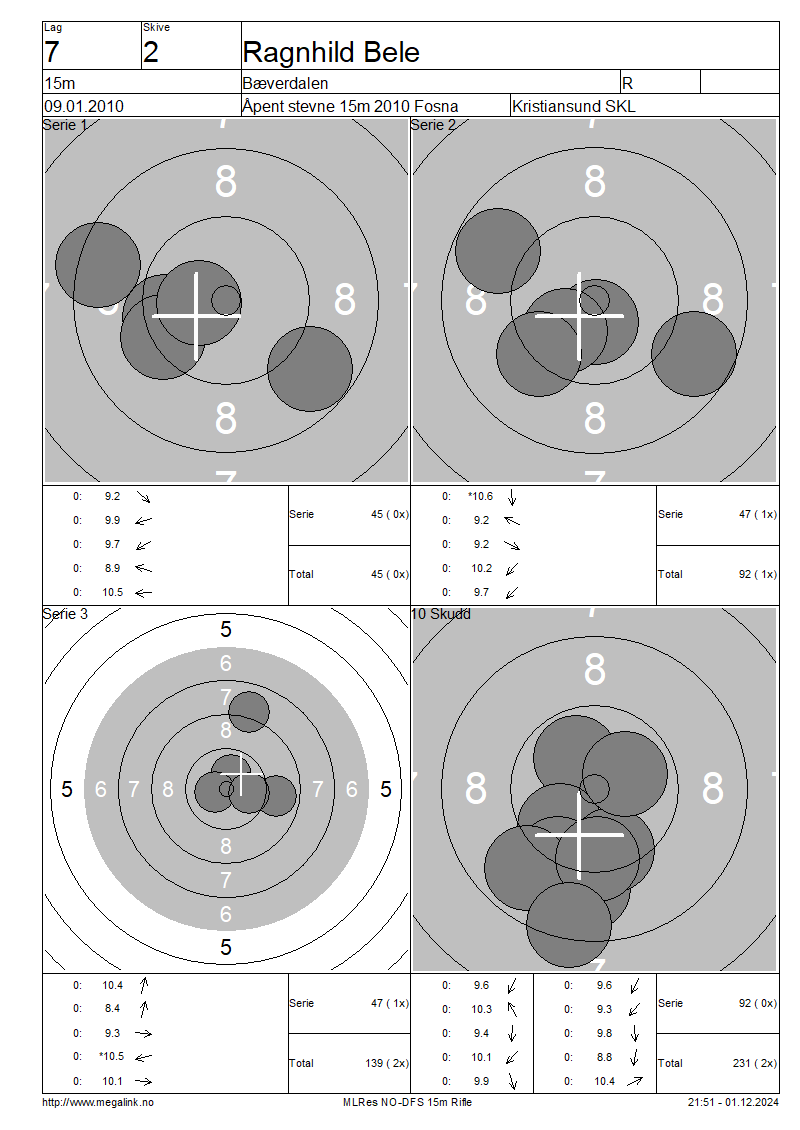 Lag Skive
7 2 Ragnhild Bele
15m Bæverdalen R
09.01.2010 Åpent stevne 15m 2010 Fosna Kristiansund SKL
Serie 1 Serie 2
7 7
8 8
7 8 8 7 8 8 7
8 8
7 7
0: 9.2
0: 9.9
0: 9.7
0: 8.9
0: 10.5
Serie 45 ( 0x)
Total 45 ( 0x)
0: *10.6
0: 9.2
0: 9.2
0: 10.2
0: 9.7
Serie 47 ( 1x)
Total 92 ( 1x)
Serie 3
5
6
7
8
5 6 7 8 7 6 5
8
7
6
5
10 Skudd
7
8
8 8
7
0: 10.4
0: 8.4
0: 9.3
0: *10.5
0: 10.1
Serie 47 ( 1x)
Total 139 ( 2x)
0: 9.6
0: 10.3
0: 9.4
0: 10.1
0: 9.9
0: 9.6
0: 9.3
0: 9.8
0: 8.8
0: 10.4
Serie 92 ( 0x)
Total 231 ( 2x)
http://www.megalink.no MLRes NO-DFS 15m Rifle 21:51 - 01.12.2024